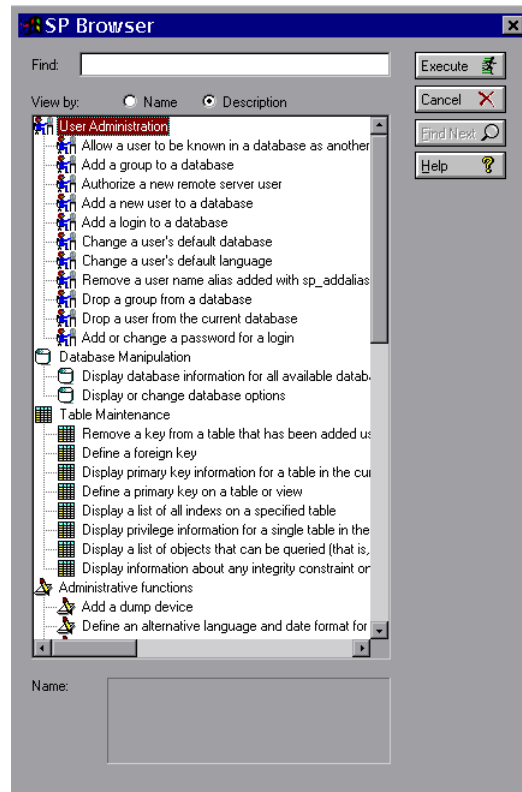 SP Browser
Find:
Execute
View by: Name Description
Cancel
Find Next
Help
User Administration
Allow a user to be known in a database as another
Add a group to a database
Authorize a new remote server user
Add a new user to a database
Add a login to a database
Change a user's default database
Change a user's default language
Remove a user name alias added with sp_addalias
Drop a group from a database
Drop a user from the current database
Add or change a password for a login
Database Manipulation
Display database information for all available datab
Display or change database options
Table Maintenance
Remove a key from a table that has been added us
Define a foreign key
Display primary key information for a table in the cur
Define a primary key on a table or view
Display a list of all indexs on a specified table
Display privilege information for a single table in the
Display a list of objects that can be queried (that is,
Display information about any integrity constraint or
Administrative functions
Add a dump device
Define an alternative language and date format for
Name: